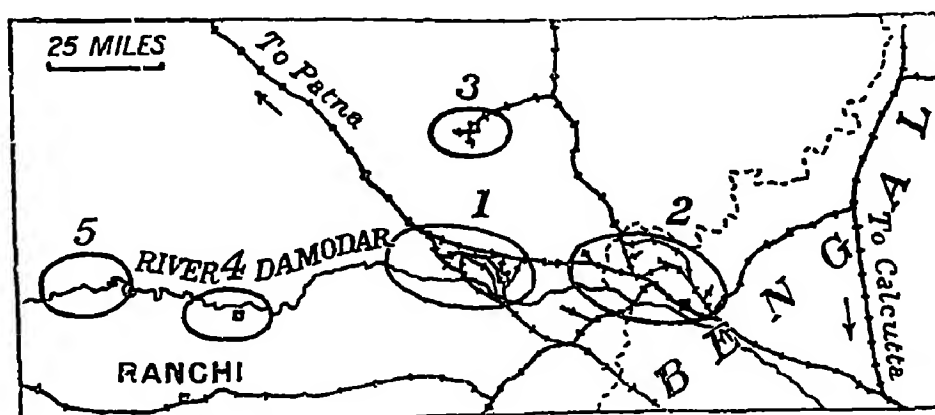 25 MILES
To Patna
3
1
2
5
RIVER 4 DAMODAR
RANCHI
BENGAL
To Calcutta